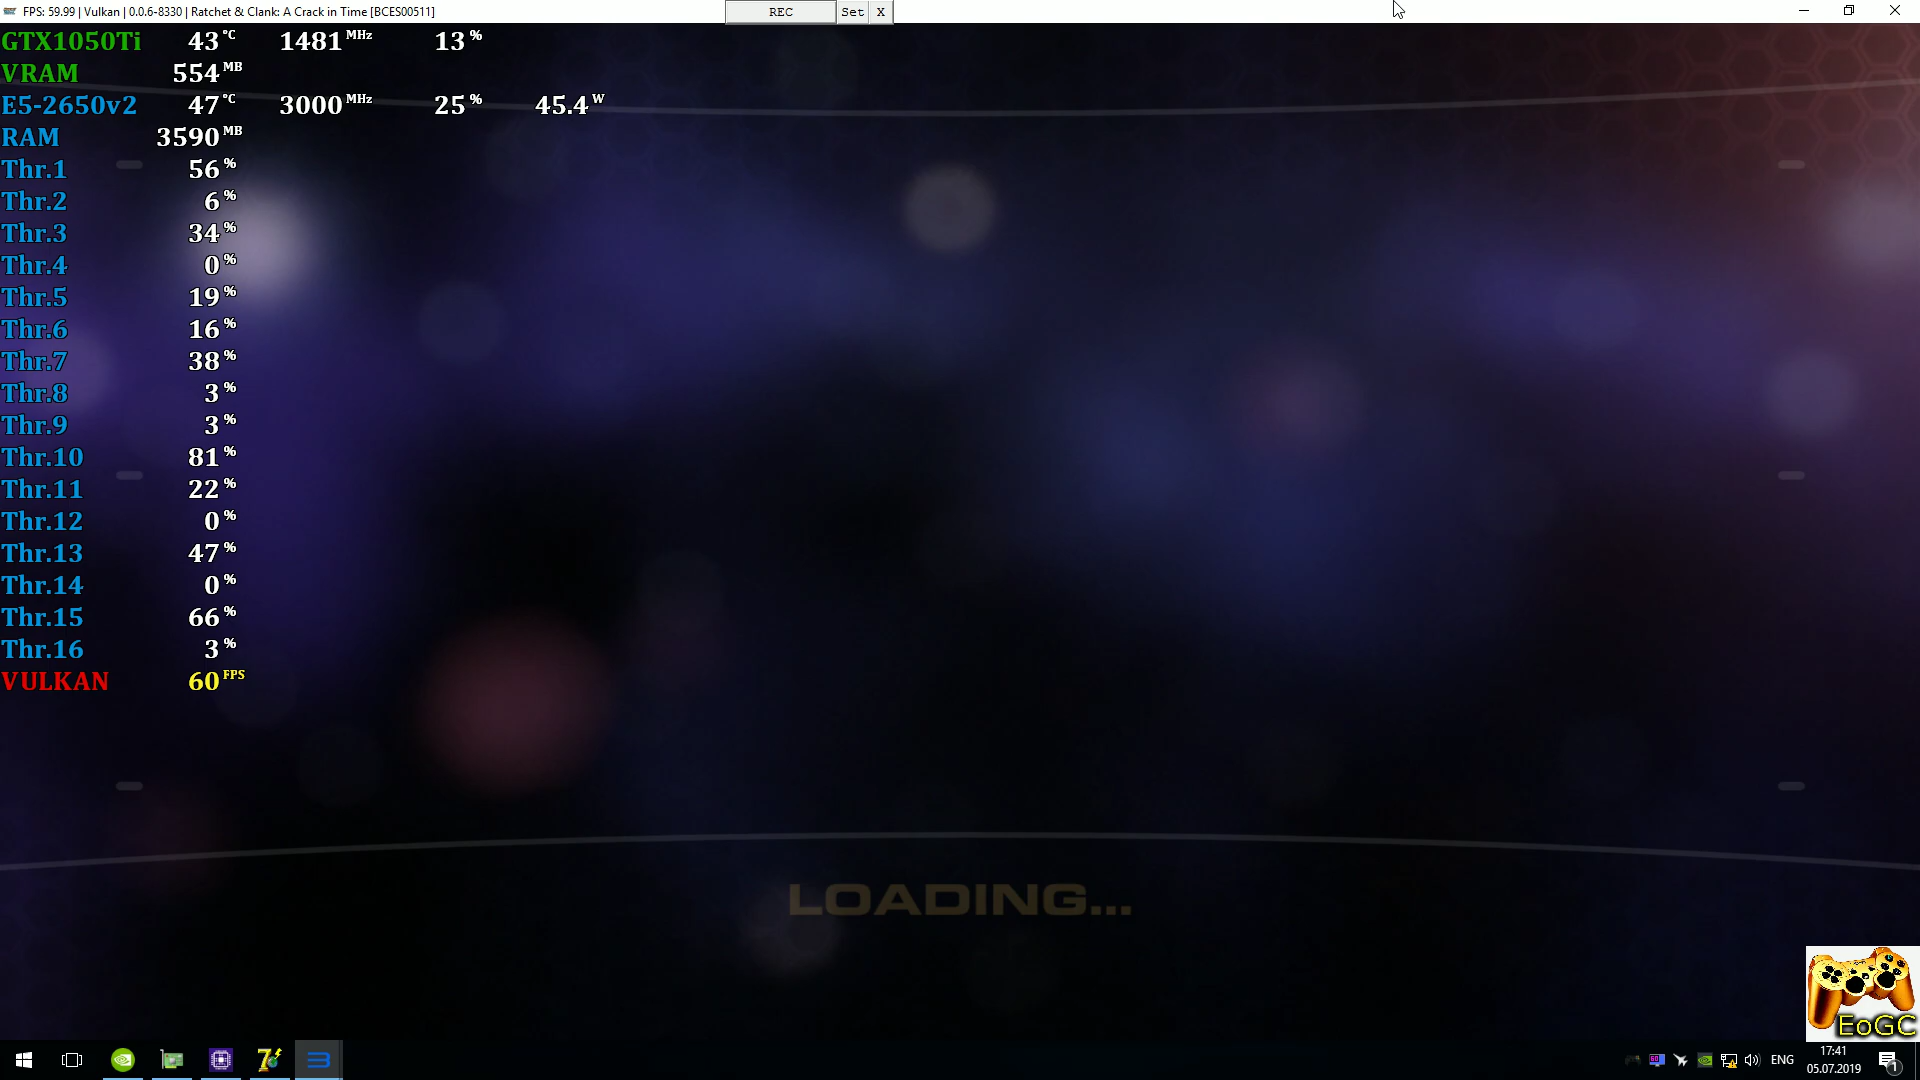 FPS: 59.99 | Vulkan | 0.0.6-8330 | Ratchet & Clank: A Crack in Time [BCES00511]
REC Set X
GTX1050Ti 43 °C 1481 MHz 13 %
VRAM 554 MB
E5-2650v2 47 °C 3000 MHz 25 % 45.4 W
RAM 3590 MB
Thr.1 56 %
Thr.2 6 %
Thr.3 34 %
Thr.4 0 %
Thr.5 19 %
Thr.6 16 %
Thr.7 38 %
Thr.8 3 %
Thr.9 3 %
Thr.10 81 %
Thr.11 22 %
Thr.12 0 %
Thr.13 47 %
Thr.14 0 %
Thr.15 66 %
Thr.16 3 %
VULKAN 60 FPS
LOADING...
EoGC
ENG
17:41
05.07.2019
1